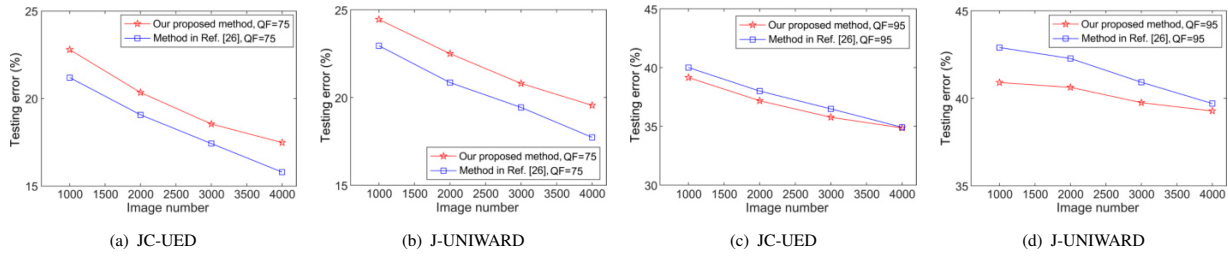 Testing error (%)
25
20
15
Our proposed method, QF=75
Method in Ref. [26], QF=75
1000 1500 2000 2500 3000 3500 4000
Image number
(a) JC-UED
Testing error (%)
25
20
15
Our proposed method, QF=75
Method in Ref. [26], QF=75
1000 1500 2000 2500 3000 3500 4000
Image number
(b) J-UNIWARD
Testing error (%)
45
40
35
30
Our proposed method, QF=95
Method in Ref. [26], QF=95
1000 1500 2000 2500 3000 3500 4000
Image number
(c) JC-UED
Testing error (%)
45
40
35
Our proposed method, QF=95
Method in Ref. [26], QF=95
1000 1500 2000 2500 3000 3500 4000
Image number
(d) J-UNIWARD